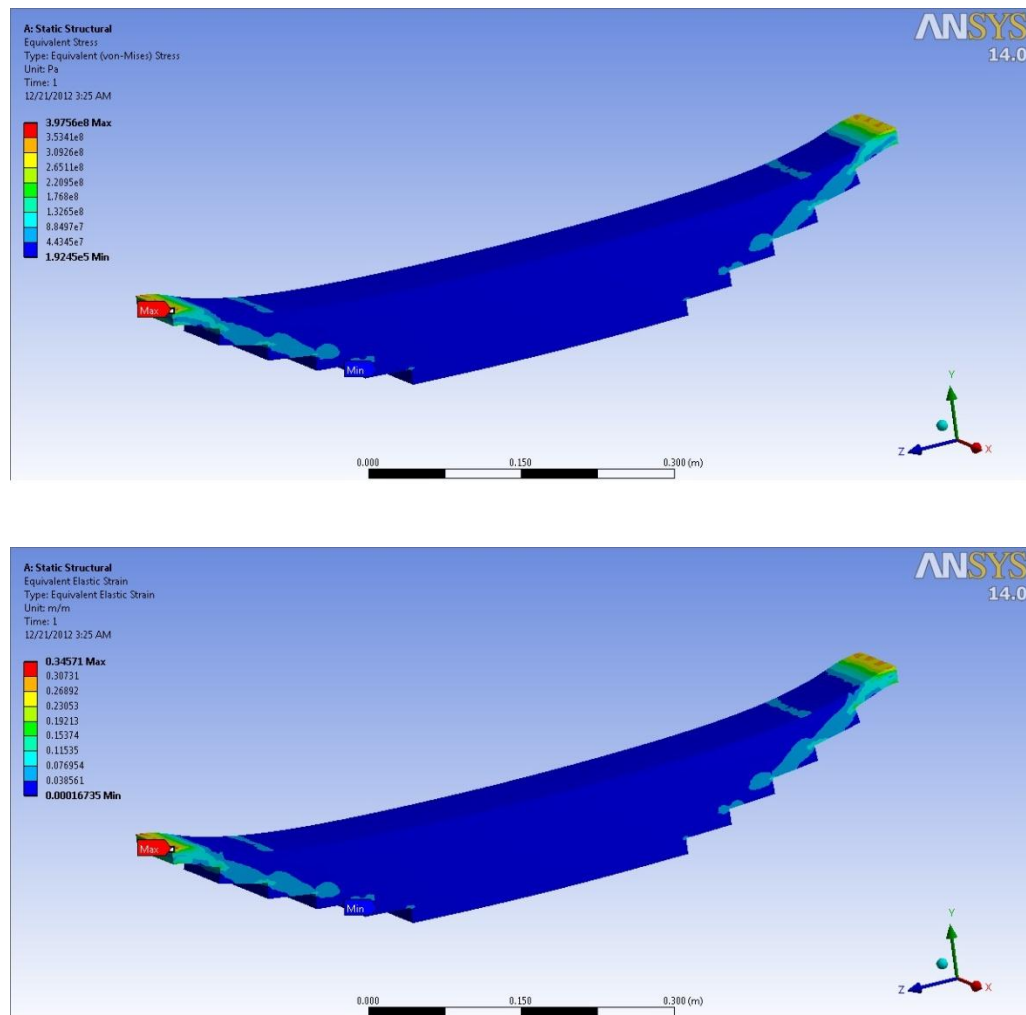 A: Static Structural
Equivalent Stress
Type: Equivalent (von-Mises) Stress
Unit: Pa
Time: 1
12/21/2012 3:25 AM
ANSYS
14.0
3.9756e8 Max
3.5341e8
3.0926e8
2.6511e8
2.2095e8
1.768e8
1.3265e8
8.8497e7
4.4345e7
1.9245e5 Min
Max
Min
Y
Z
X
0.000 0.150 0.300 (m)
A: Static Structural
Equivalent Elastic Strain
Type: Equivalent Elastic Strain
Unit: m/m
Time: 1
12/21/2012 3:25 AM
ANSYS
14.0
0.34571 Max
0.30731
0.26892
0.23053
0.19213
0.15374
0.11535
0.076954
0.038561
0.00016735 Min
Max
Min
Y
Z
X
0.000 0.150 0.300 (m)